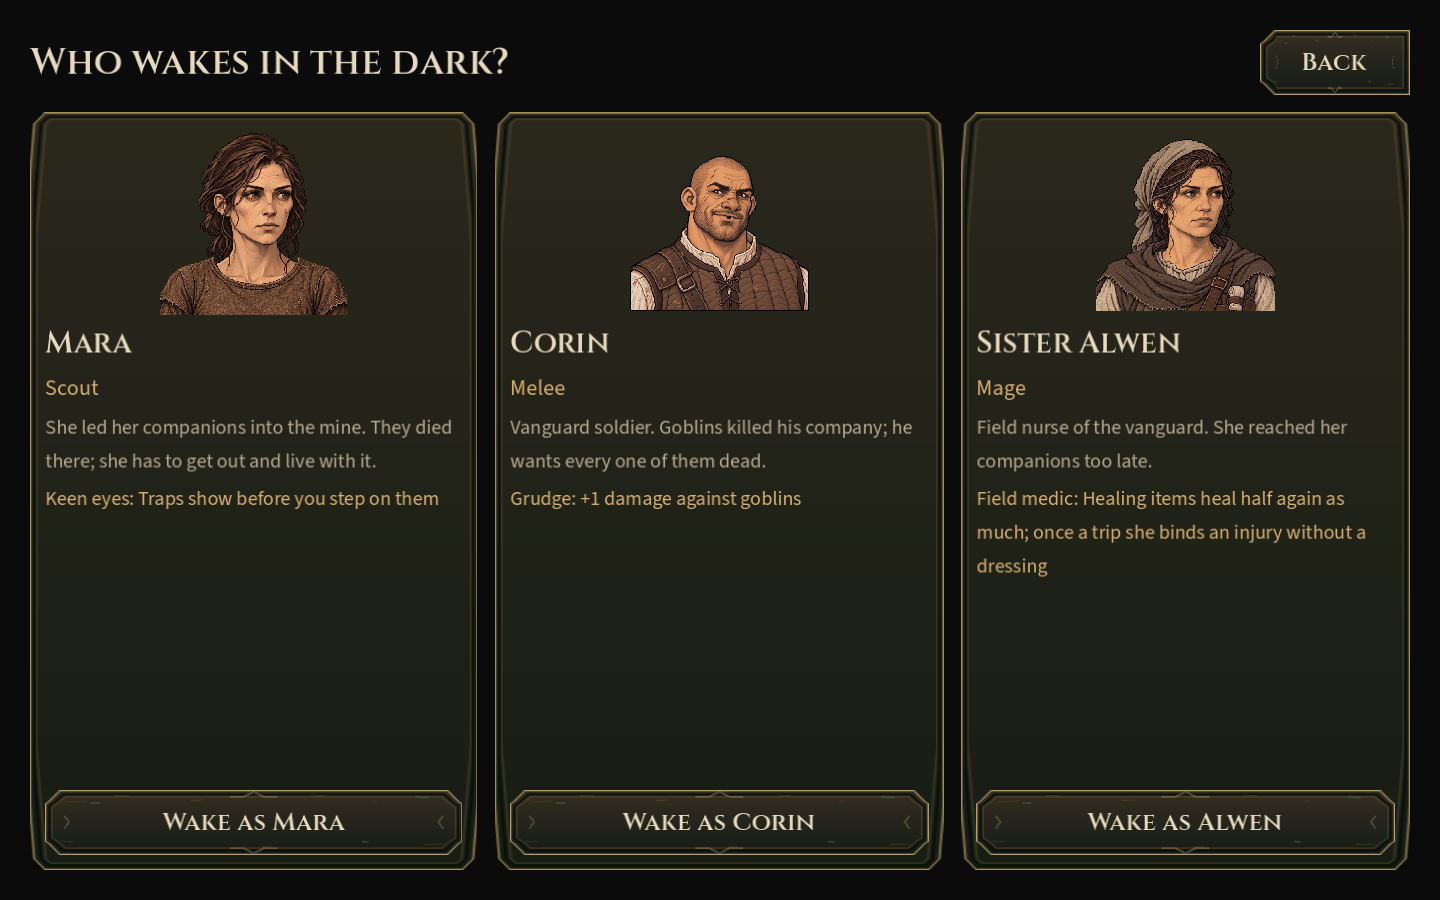 Who wakes in the dark?
Back
Mara
Scout
She led her companions into the mine. They died
there; she has to get out and live with it.
Keen eyes: Traps show before you step on them
Wake as Mara
Corin
Melee
Vanguard soldier. Goblins killed his company; he
wants every one of them dead.
Grudge: +1 damage against goblins
Wake as Corin
Sister Alwen
Mage
Field nurse of the vanguard. She reached her
companions too late.
Field medic: Healing items heal half again as
much; once a trip she binds an injury without a
dressing
Wake as Alwen